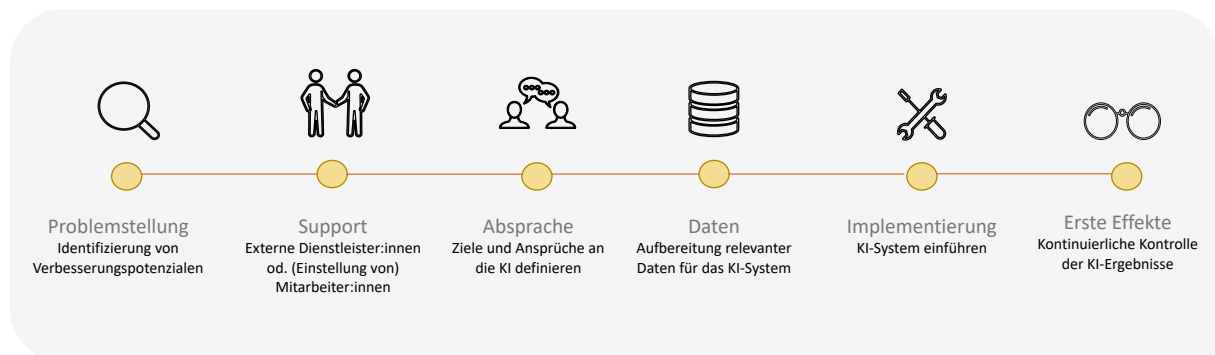 Problemstellung
Identifizierung von
Verbesserungspotenzialen
Support
Externe Dienstleister:innen
od. (Einstellung von)
Mitarbeiter:innen
Absprache
Ziele und Ansprüche an
die KI definieren
Daten
Aufbereitung relevanter
Daten für das KI-System
Implementierung
KI-System einführen
Erste Effekte
Kontinuierliche Kontrolle
der KI-Ergebnisse